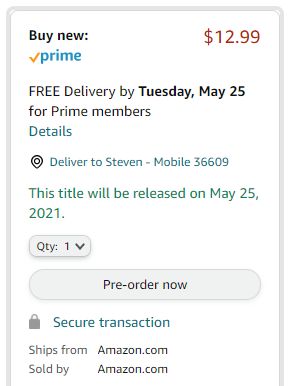 Buy new: $12.99
prime
FREE Delivery by Tuesday, May 25
for Prime members
Details
Deliver to Steven - Mobile 36609
This title will be released on May 25,
2021.
Qty: 1
Pre-order now
Secure transaction
Ships from Amazon.com
Sold by Amazon.com